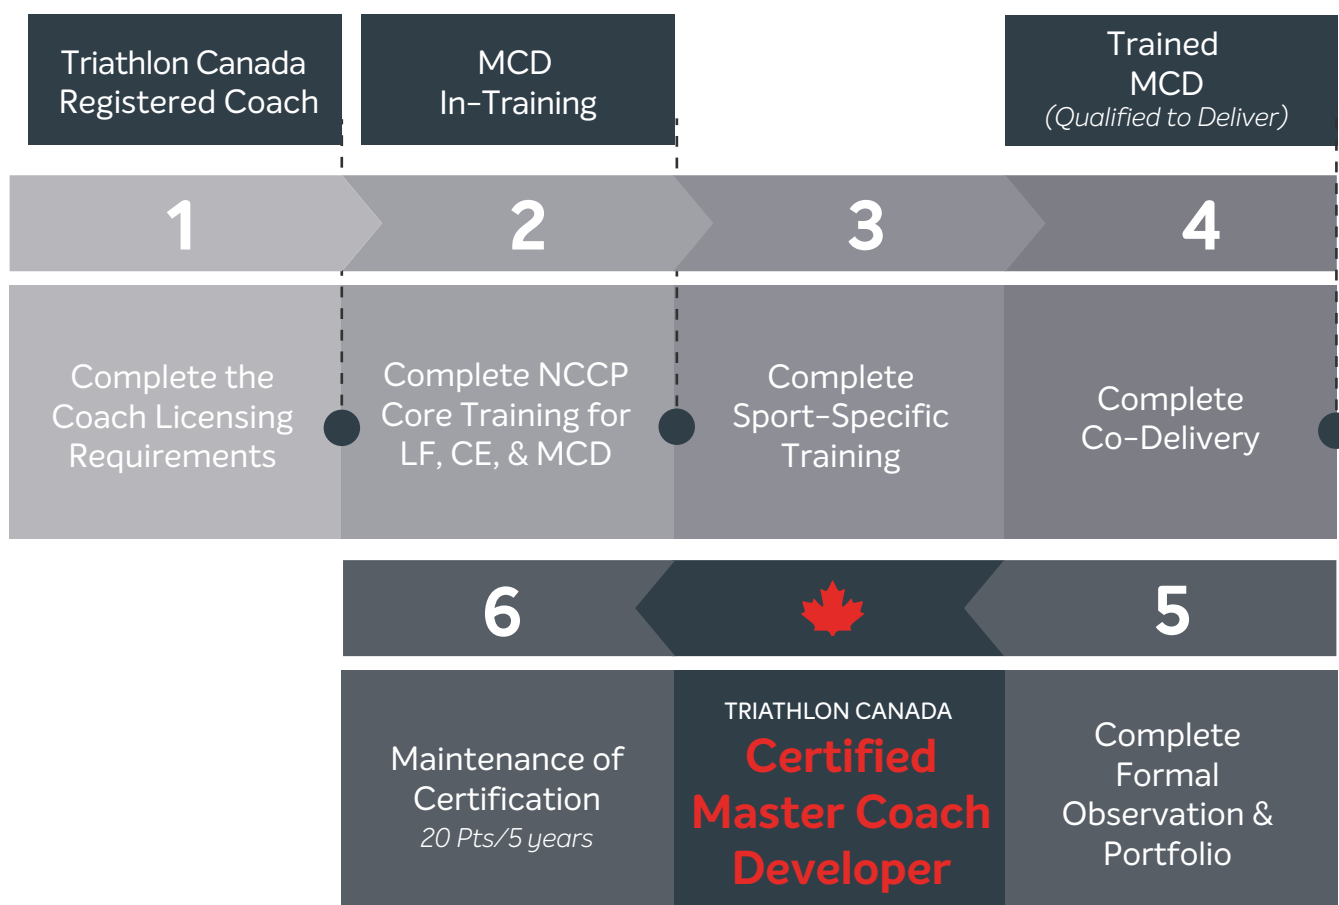 Triathlon Canada
Registered Coach
MCD
In-Training
Trained
MCD
(Qualified to Deliver)
1
2
3
4
Complete the
Coach Licensing
Requirements
Complete NCCP
Core Training for
LF, CE, & MCD
Complete
Sport-Specific
Training
Complete
Co-Delivery
6
5
Maintenance of
Certification
20 Pts/5 years
TRIATHLON CANADA
Certified
Master Coach
Developer
Complete
Formal
Observation &
Portfolio